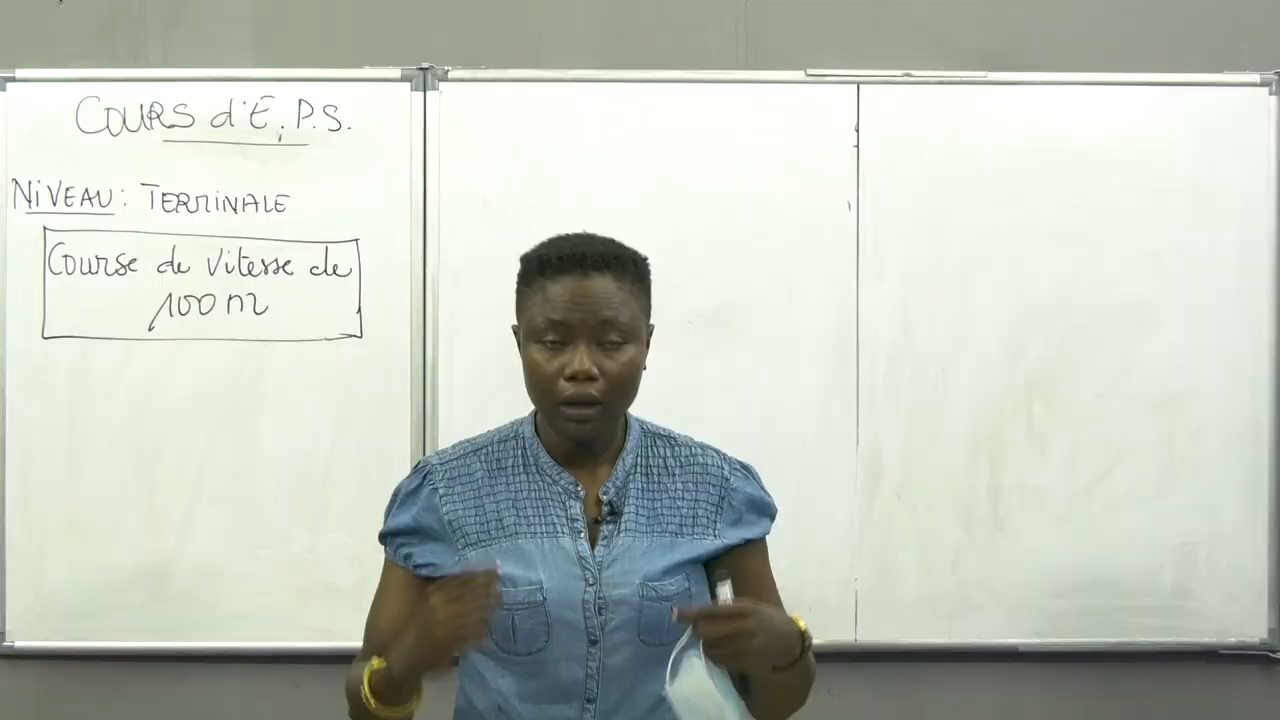 COURS d'E.P.S.
NiVEAU : TERMINALE
Course de vitesse de
100 m